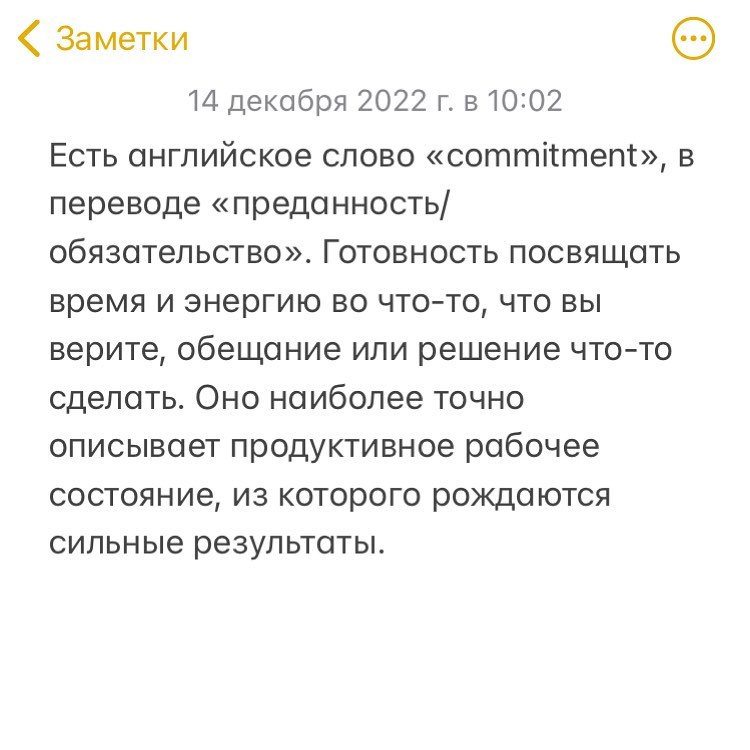 Заметки
14 декабря 2022 г. в 10:02
Есть английское слово «commitment», в
переводе «преданность/
обязательство». Готовность посвящать
время и энергию во что-то, что вы
верите, обещание или решение что-то
сделать. Оно наиболее точно
описывает продуктивное рабочее
состояние, из которого рождаются
сильные результаты.